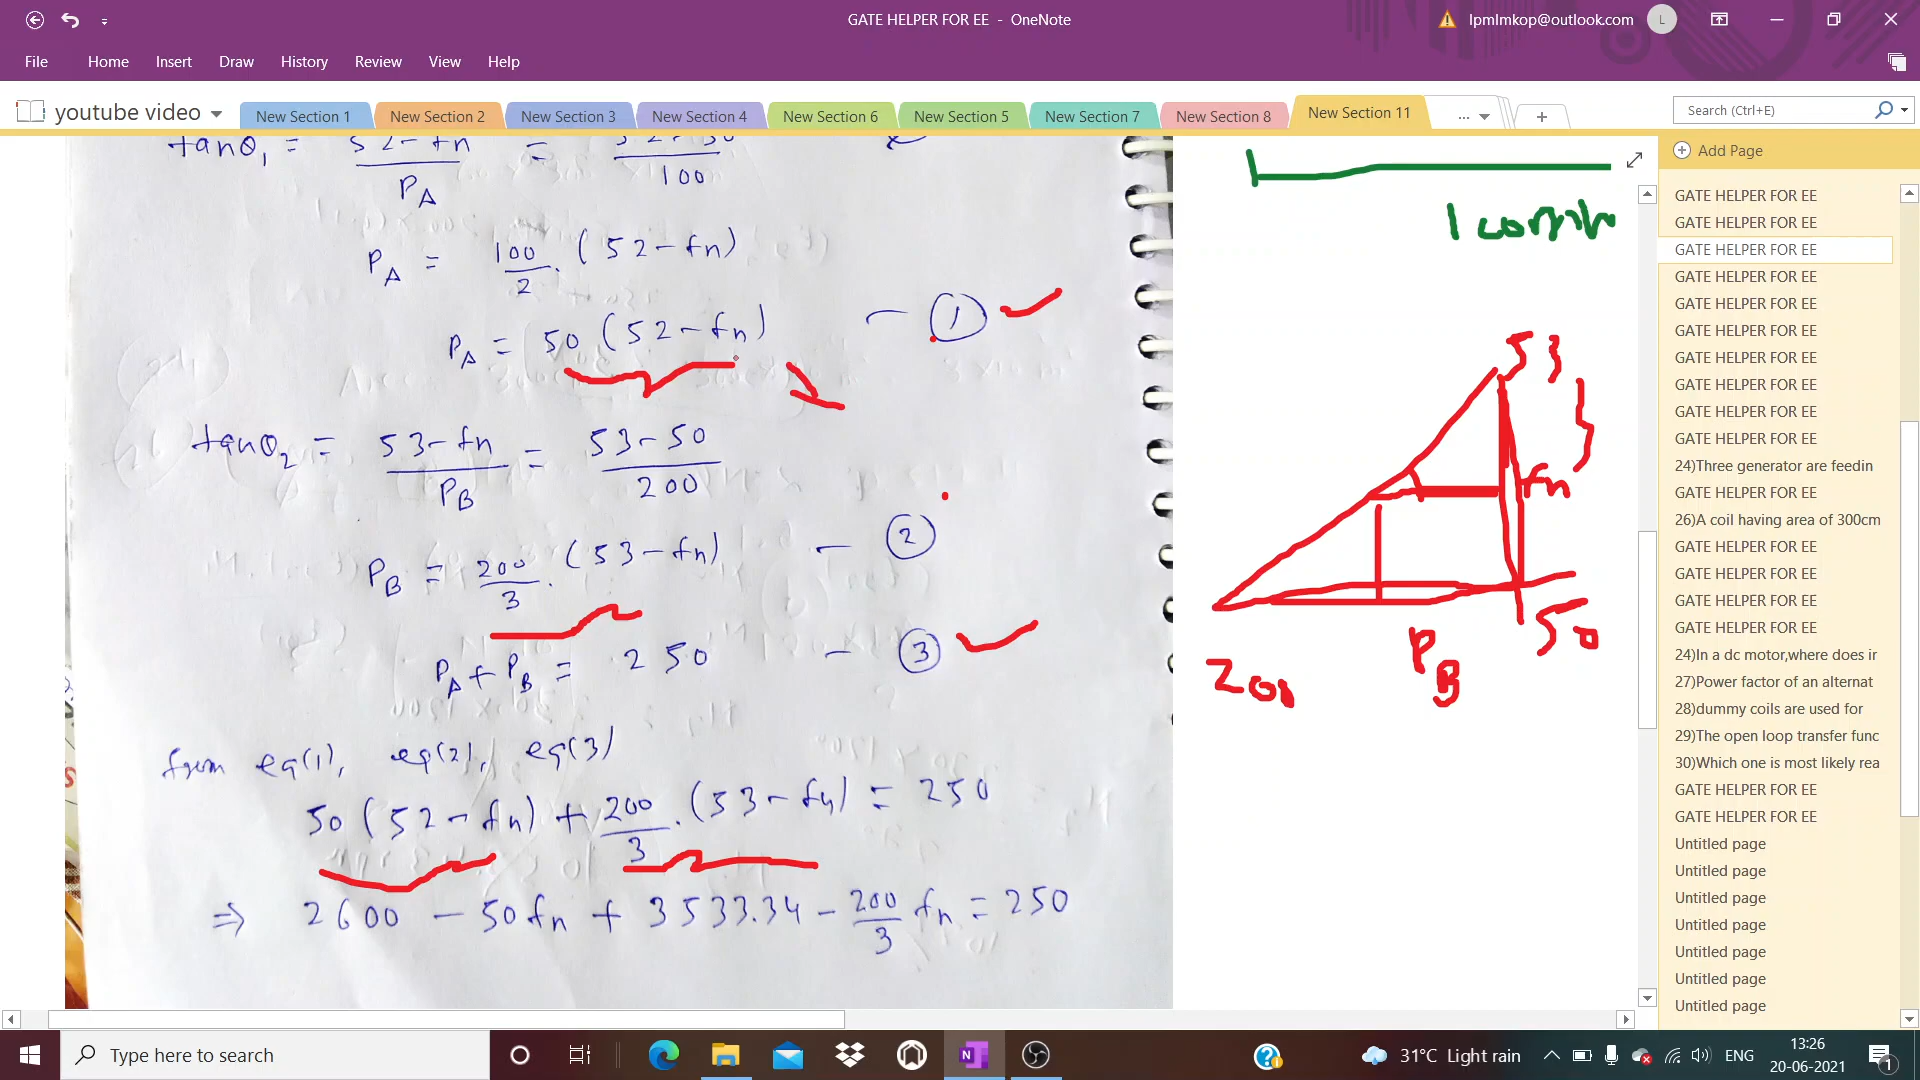 GATE HELPER FOR EE - OneNote
lpmlmkop@outlook.com
L
File Home Insert Draw History Review View Help
youtube video
New Section 1 New Section 2 New Section 3 New Section 4 New Section 6 New Section 5 New Section 7 New Section 8 New Section 11 ... +
Search (Ctrl+E)
tanθ1 = 52-fn / PA = 52-50 / 100
PA = 100/2 . (52-fn)
PA = 50 (52-fn) — 1
tanθ2 = 53-fn / PB = 53-50 / 200
PB = 200/3 . (53-fn) — 2
PA + PB = 250 — 3
from eq(1), eq(2), eq(3)
50 (52-fn) + 200/3 . (53-fn) = 250
⇒ 2600 - 50fn + 3533.34 - 200/3 fn = 250
53
fn
50
PB
200
Add Page
GATE HELPER FOR EE
GATE HELPER FOR EE
GATE HELPER FOR EE
GATE HELPER FOR EE
GATE HELPER FOR EE
GATE HELPER FOR EE
GATE HELPER FOR EE
GATE HELPER FOR EE
GATE HELPER FOR EE
GATE HELPER FOR EE
24)Three generator are feedin
GATE HELPER FOR EE
26)A coil having area of 300cm
GATE HELPER FOR EE
GATE HELPER FOR EE
GATE HELPER FOR EE
GATE HELPER FOR EE
24)In a dc motor,where does ir
27)Power factor of an alternat
28)dummy coils are used for
29)The open loop transfer func
30)Which one is most likely rea
GATE HELPER FOR EE
GATE HELPER FOR EE
Untitled page
Untitled page
Untitled page
Untitled page
Untitled page
Untitled page
Untitled page
Type here to search
31°C Light rain
ENG
13:26
20-06-2021
1